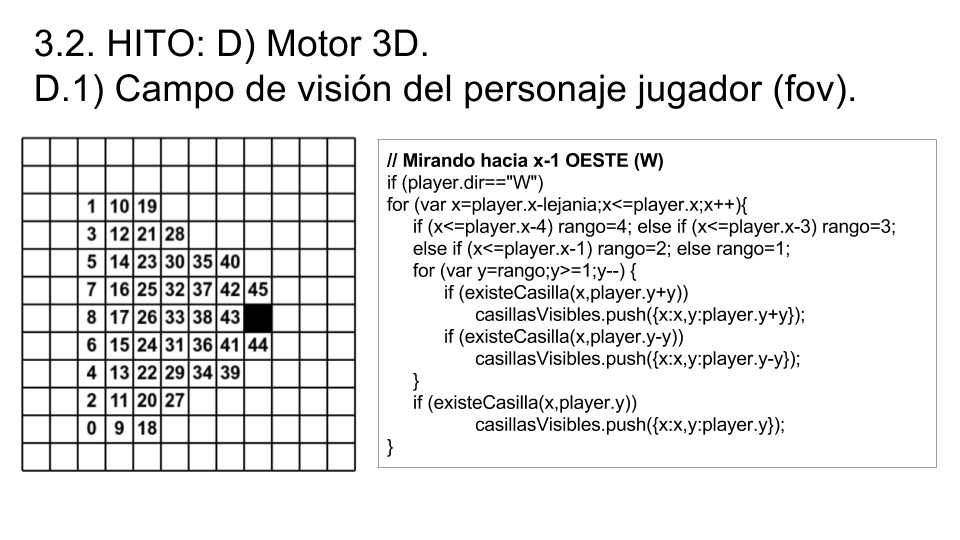 3.2. HITO: D) Motor 3D.
D.1) Campo de visión del personaje jugador (fov).
1 10 19
3 12 21 28
5 14 23 30 35 40
7 16 25 32 37 42 45
8 17 26 33 38 43
6 15 24 31 36 41 44
4 13 22 29 34 39
2 11 20 27
0 9 18
// Mirando hacia x-1 OESTE (W)
if (player.dir=="W")
for (var x=player.x-lejania;x<=player.x;x++){
if (x<=player.x-4) rango=4; else if (x<=player.x-3) rango=3;
else if (x<=player.x-1) rango=2; else rango=1;
for (var y=rango;y>=1;y--) {
if (existeCasilla(x,player.y+y))
casillasVisibles.push({x:x,y:player.y+y});
if (existeCasilla(x,player.y-y))
casillasVisibles.push({x:x,y:player.y-y});
}
if (existeCasilla(x,player.y))
casillasVisibles.push({x:x,y:player.y});
}